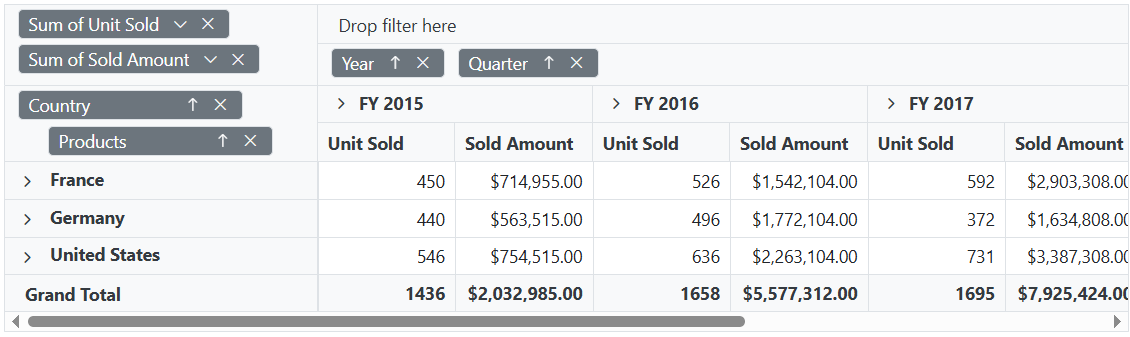 Sum of Unit Sold
Drop filter here
Sum of Sold Amount
Year Quarter
Country
FY 2015 FY 2016 FY 2017
Products
Unit Sold Sold Amount Unit Sold Sold Amount Unit Sold Sold Amount
France 450 $714,955.00 526 $1,542,104.00 592 $2,903,308.00
Germany 440 $563,515.00 496 $1,772,104.00 372 $1,634,808.00
United States 546 $754,515.00 636 $2,263,104.00 731 $3,387,308.00
Grand Total 1436 $2,032,985.00 1658 $5,577,312.00 1695 $7,925,424.00